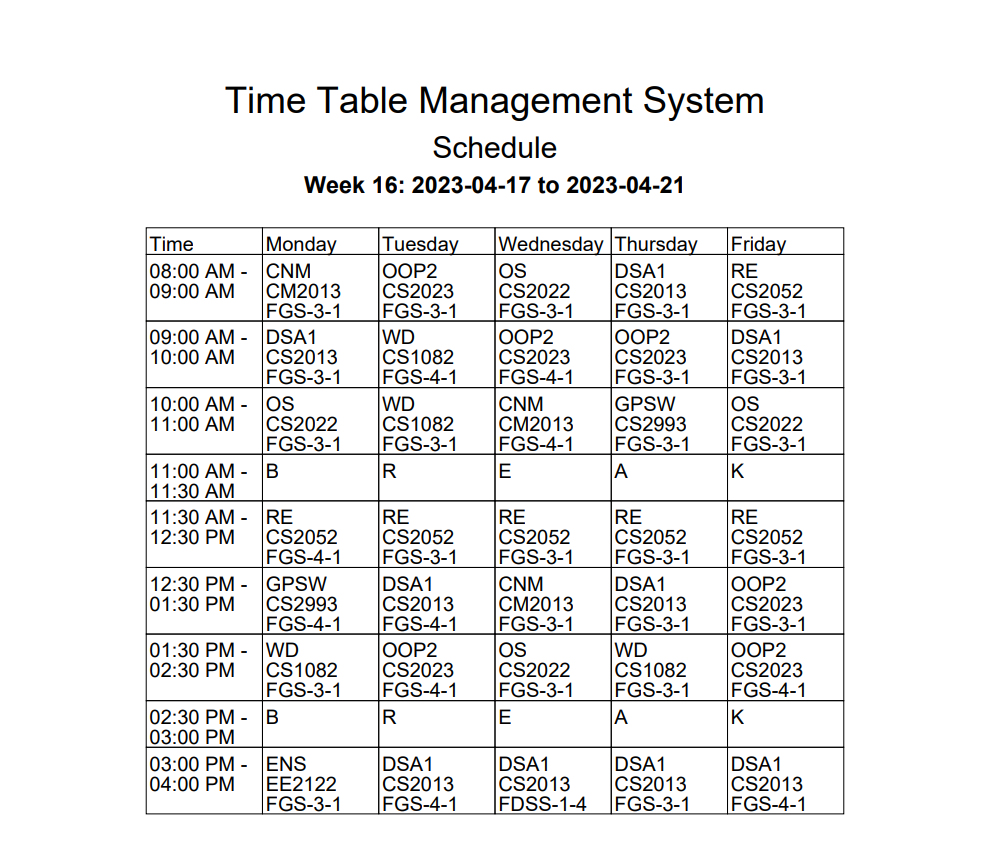 Time Table Management System
Schedule
Week 16: 2023-04-17 to 2023-04-21
Time Monday Tuesday Wednesday Thursday Friday
08:00 AM - CNM OOP2 OS DSA1 RE
09:00 AM CM2013 CS2023 CS2022 CS2013 CS2052
FGS-3-1 FGS-3-1 FGS-3-1 FGS-3-1 FGS-3-1
09:00 AM - DSA1 WD OOP2 OOP2 DSA1
10:00 AM CS2013 CS1082 CS2023 CS2023 CS2013
FGS-3-1 FGS-4-1 FGS-4-1 FGS-3-1 FGS-3-1
10:00 AM - OS WD CNM GPSW OS
11:00 AM CS2022 CS1082 CM2013 CS2993 CS2022
FGS-3-1 FGS-3-1 FGS-4-1 FGS-3-1 FGS-3-1
11:00 AM - B R E A K
11:30 AM
11:30 AM - RE RE RE RE RE
12:30 PM CS2052 CS2052 CS2052 CS2052 CS2052
FGS-4-1 FGS-3-1 FGS-3-1 FGS-3-1 FGS-3-1
12:30 PM - GPSW DSA1 CNM DSA1 OOP2
01:30 PM CS2993 CS2013 CM2013 CS2013 CS2023
FGS-4-1 FGS-4-1 FGS-3-1 FGS-3-1 FGS-3-1
01:30 PM - WD OOP2 OS WD OOP2
02:30 PM CS1082 CS2023 CS2022 CS1082 CS2023
FGS-3-1 FGS-4-1 FGS-3-1 FGS-3-1 FGS-4-1
02:30 PM - B R E A K
03:00 PM
03:00 PM - ENS DSA1 DSA1 DSA1 DSA1
04:00 PM EE2122 CS2013 CS2013 CS2013 CS2013
FGS-3-1 FGS-4-1 FDSS-1-4 FGS-3-1 FGS-4-1